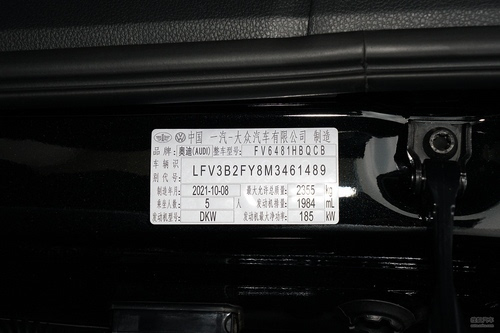 中国 一汽-大众汽车有限公司 制造
品牌: 奥迪(AUDI) 整车型号: FV6481HBQCB
车辆识别代号: LFV3B2FY8M3461489
制造年月 2021-10-08 最大允许总质量: 2355 kg
乘坐人数: 5 人 发动机排量: 1984 mL
发动机型号: DKW 发动机最大净功率: 185 kW